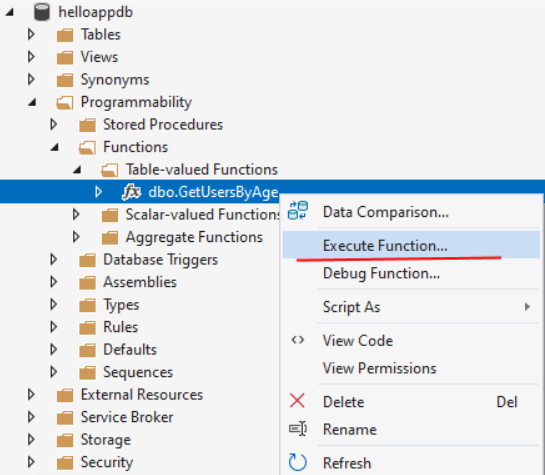 helloappdb
Tables
Views
Synonyms
Programmability
Stored Procedures
Functions
Table-valued Functions
fx dbo.GetUsersByAge
Scalar-valued Functions
Aggregate Functions
Database Triggers
Assemblies
Types
Rules
Defaults
Sequences
External Resources
Service Broker
Storage
Security
Data Comparison...
Execute Function...
Debug Function...
Script As
View Code
View Permissions
Delete Del
Rename
Refresh